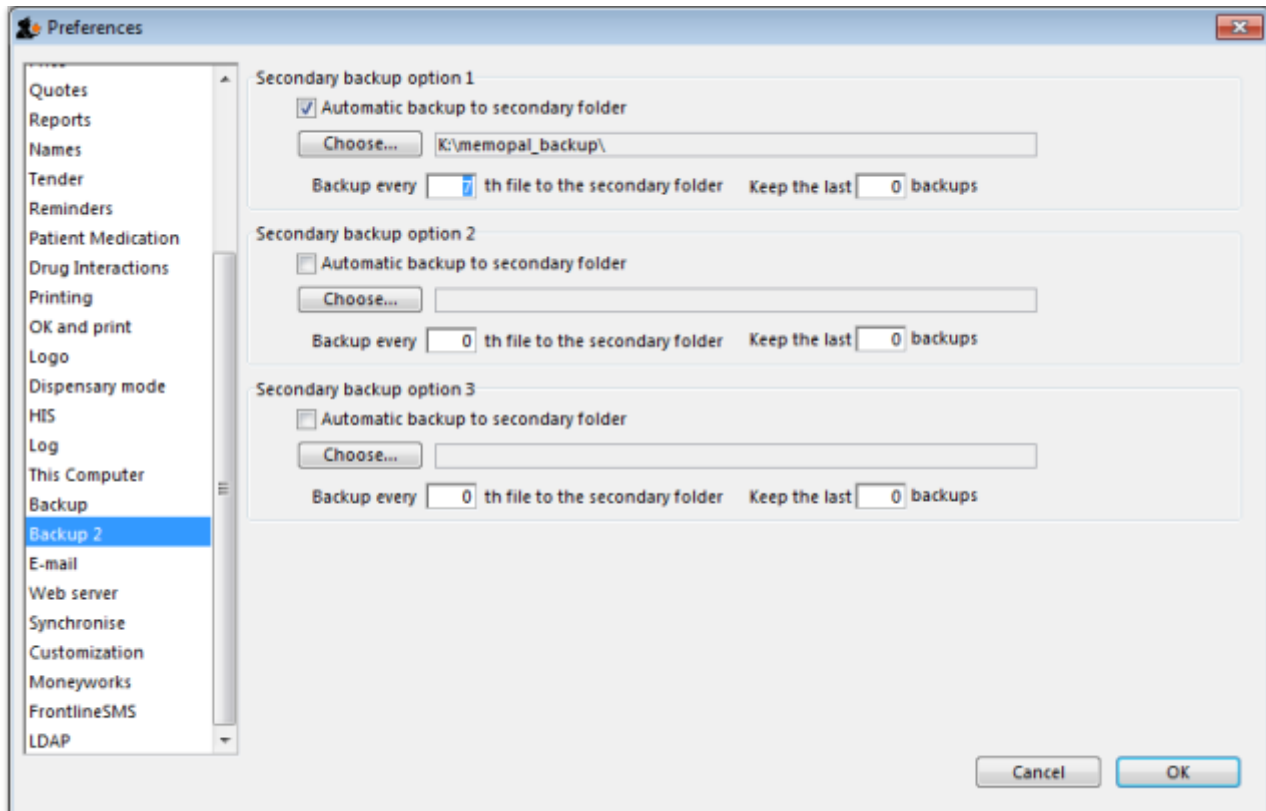 Preferences
Quotes
Reports
Names
Tender
Reminders
Patient Medication
Drug Interactions
Printing
OK and print
Logo
Dispensary mode
HIS
Log
This Computer
Backup
Backup 2
E-mail
Web server
Synchronise
Customization
Moneyworks
FrontlineSMS
LDAP
Secondary backup option 1
Automatic backup to secondary folder
Choose... K:\memopal_backup\
Backup every 7 th file to the secondary folder Keep the last 0 backups
Secondary backup option 2
Automatic backup to secondary folder
Choose...
Backup every 0 th file to the secondary folder Keep the last 0 backups
Secondary backup option 3
Automatic backup to secondary folder
Choose...
Backup every 0 th file to the secondary folder Keep the last 0 backups
Cancel OK